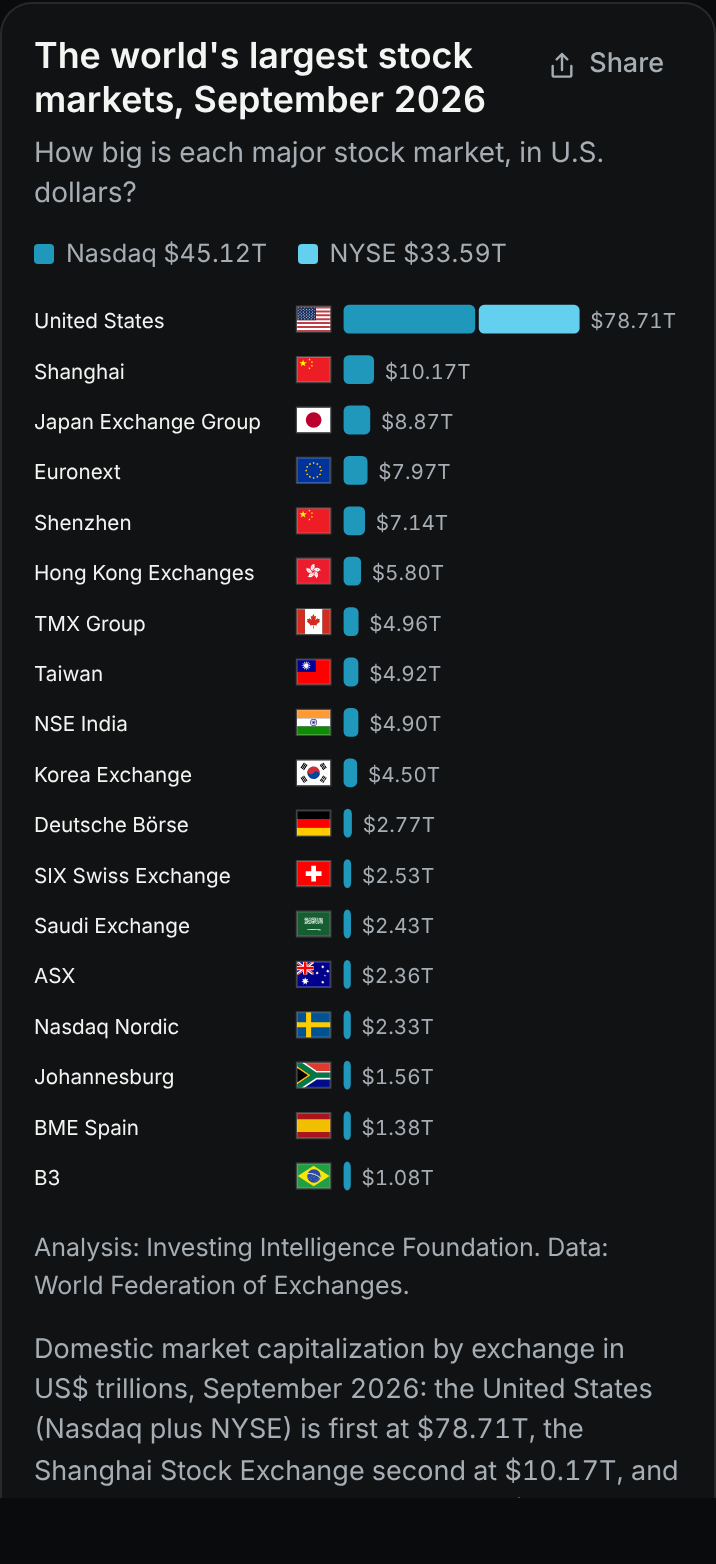 The world's largest stock
markets, September 2026
Share
How big is each major stock market, in U.S.
dollars?
Nasdaq $45.12T NYSE $33.59T
United States $78.71T
Shanghai $10.17T
Japan Exchange Group $8.87T
Euronext $7.97T
Shenzhen $7.14T
Hong Kong Exchanges $5.80T
TMX Group $4.96T
Taiwan $4.92T
NSE India $4.90T
Korea Exchange $4.50T
Deutsche Börse $2.77T
SIX Swiss Exchange $2.53T
Saudi Exchange $2.43T
ASX $2.36T
Nasdaq Nordic $2.33T
Johannesburg $1.56T
BME Spain $1.38T
B3 $1.08T
Analysis: Investing Intelligence Foundation. Data:
World Federation of Exchanges.
Domestic market capitalization by exchange in
US$ trillions, September 2026: the United States
(Nasdaq plus NYSE) is first at $78.71T, the
Shanghai Stock Exchange second at $10.17T, and